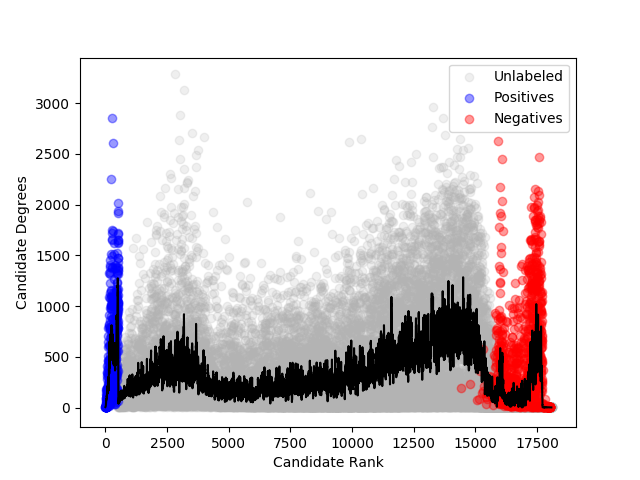 Unlabeled
Positives
Negatives
3000
2500
2000
1500
1000
500
0
Candidate Degrees
0 2500 5000 7500 10000 12500 15000 17500
Candidate Rank